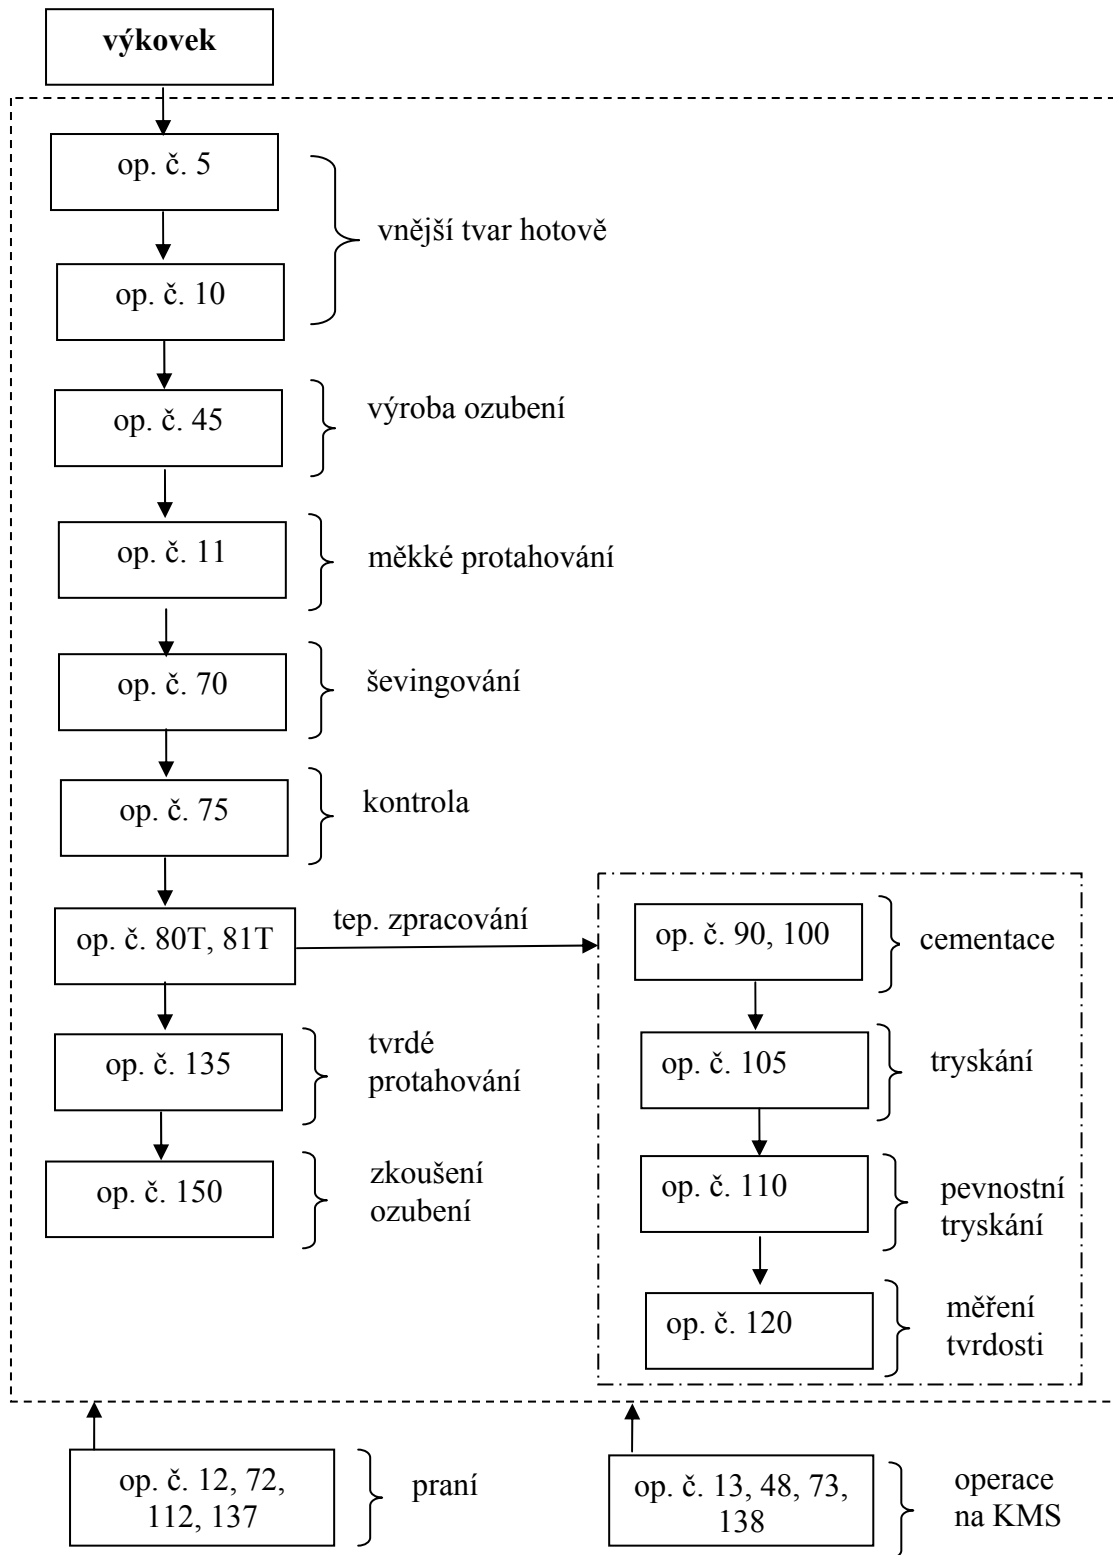 výkovek
op. č. 5
vnější tvar hotově
op. č. 10
op. č. 45
výroba ozubení
op. č. 11
měkké protahování
op. č. 70
ševingování
op. č. 75
kontrola
op. č. 80T, 81T
tep. zpracování
op. č. 90, 100
cementace
op. č. 135
tvrdé
protahování
op. č. 105
tryskání
op. č. 150
zkoušení
ozubení
op. č. 110
pevnostní
tryskání
op. č. 120
měření
tvrdosti
op. č. 12, 72,
112, 137
praní
op. č. 13, 48, 73,
138
operace
na KMS